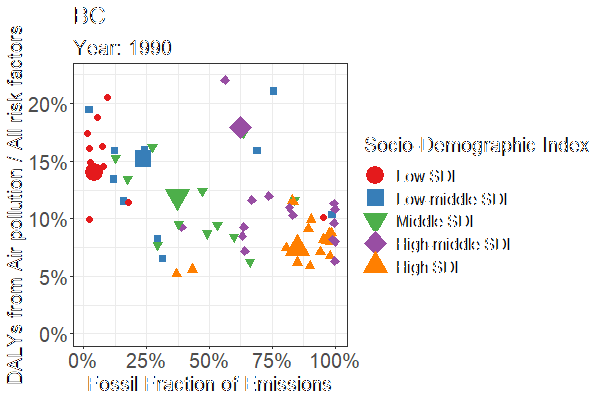 BC
Year: 1990
DALYs from Air pollution / All risk factors
20%
15%
10%
5%
0%
0%
25%
50%
75%
100%
Fossil Fraction of Emissions
Socio-Demographic Index
Low SDI
Low-middle SDI
Middle SDI
High-middle SDI
High SDI